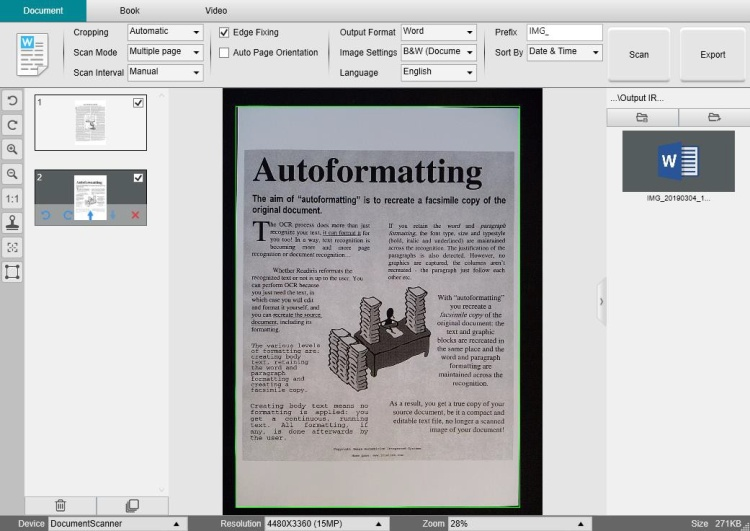 Document Book Video
Cropping Automatic Edge Fixing Output Format Word Prefix IMG_
Scan Mode Multiple page Auto Page Orientation Image Settings B&W (Docume Sort By Date & Time Scan Export
Scan Interval Manual Language English
...\Output IR...
1
2
1:1
IMG_20190304_1...
Autoformatting
The aim of "autoformatting" is to recreate a facsimile copy of the
original document.
The OCR process does more than just
recognize your text, it can format it for
you too! In a way, text recognition is
becoming more and more page
recognition or document recognition...
Whether Readiris reformats the
recognized text or not is up to the user. You
can perform OCR because
you just need the text, in
which case you will edit
and format it yourself, and
you can recreate the source
document, including its
formatting.
The various levels
of formatting are:
creating body
text, retaining
the word and
paragraph
formatting and
creating a
facsimile copy.
Creating body text means no
formatting is applied: you
get a continuous, running
text. All formatting, if
any, is done afterwards by
the user.
If you retain the word and paragraph
formatting, the font type, size and typestyle
(bold, italic and underlined) are maintained
across the recognition. The justification of the
paragraphs is also detected. However, no
graphics are captured, the columns aren't
recreated - the paragraph just follow each
other etc.
With "autoformatting"
you recreate a
facsimile copy of the
original document: the
text and graphic
blocks are recreated in
the same place and the
word and paragraph
formatting are
maintained across the
recognition.
As a result, you get a true copy of your
source document, be it a compact and
editable text file, no longer a scanned
image of your document!
Device DocumentScanner Resolution 4480X3360 (15MP) Zoom 28% Size 271KB